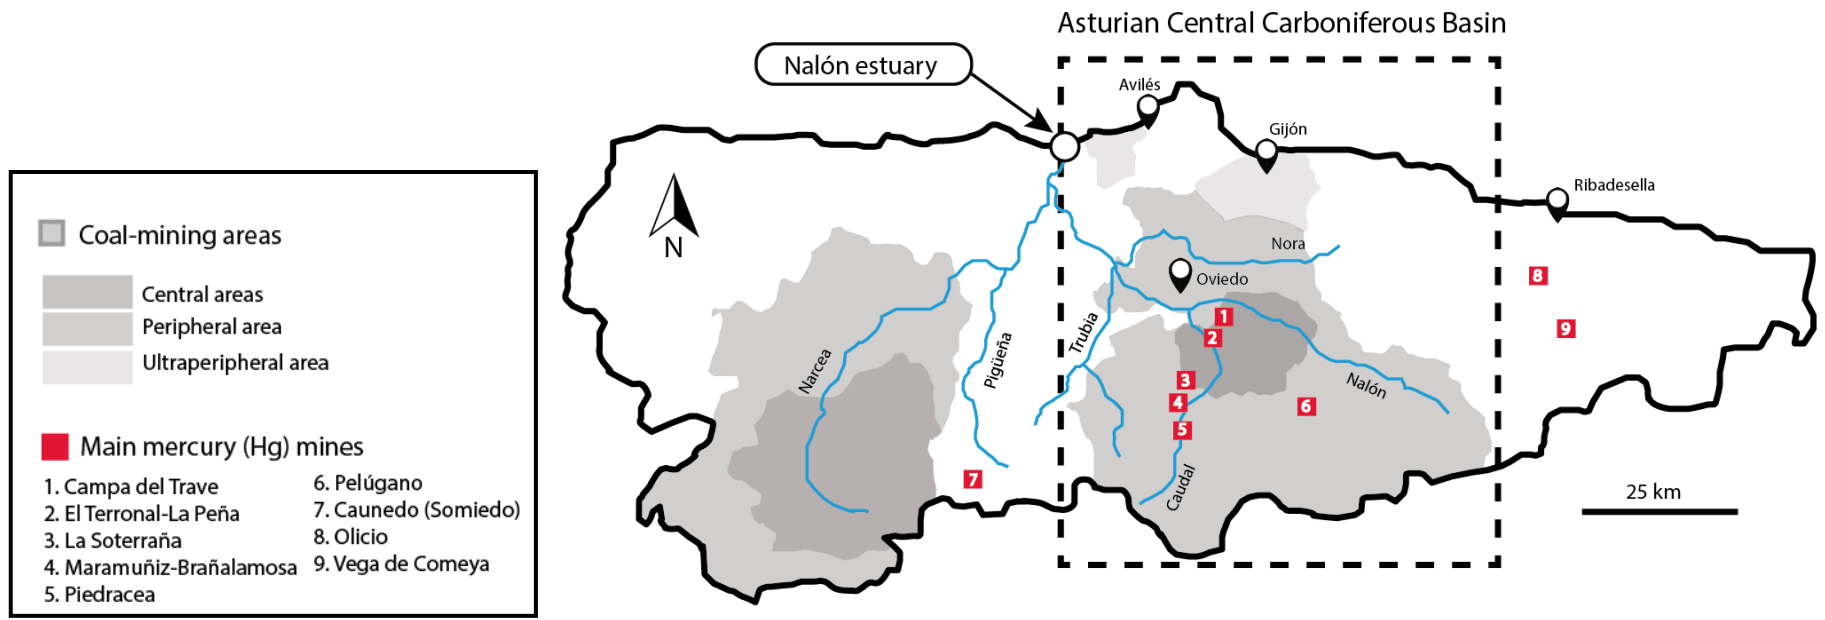 Asturian Central Carboniferous Basin
Nalón estuary
Avilés
Gijón
Ribadesella
N
Nora
Oviedo
Trubia
Pigüeña
Narcea
Nalón
Caudal
1
2
3
4
5
6
7
8
9
25 km
Coal-mining areas
Central areas
Peripheral area
Ultraperipheral area
Main mercury (Hg) mines
1. Campa del Trave
2. El Terronal-La Peña
3. La Soterraña
4. Maramuñiz-Brañalamosa
5. Piedracea
6. Pelúgano
7. Caunedo (Somiedo)
8. Olicio
9. Vega de Comeya